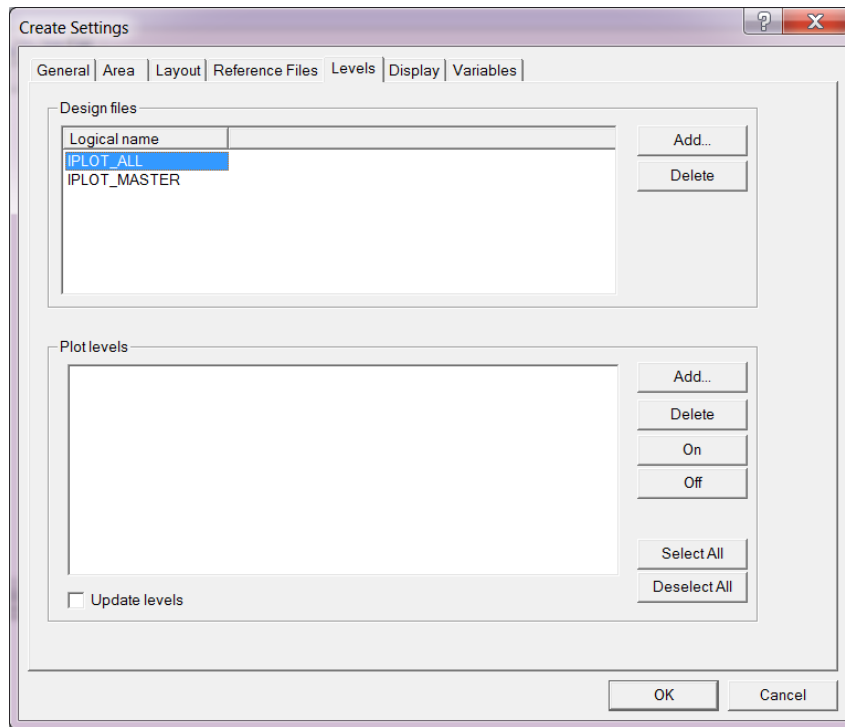 Create Settings
General Area Layout Reference Files Levels Display Variables
Design files
Logical name
IPLOT_ALL
IPLOT_MASTER
Add...
Delete
Plot levels
Add...
Delete
On
Off
Select All
Deselect All
Update levels
OK Cancel